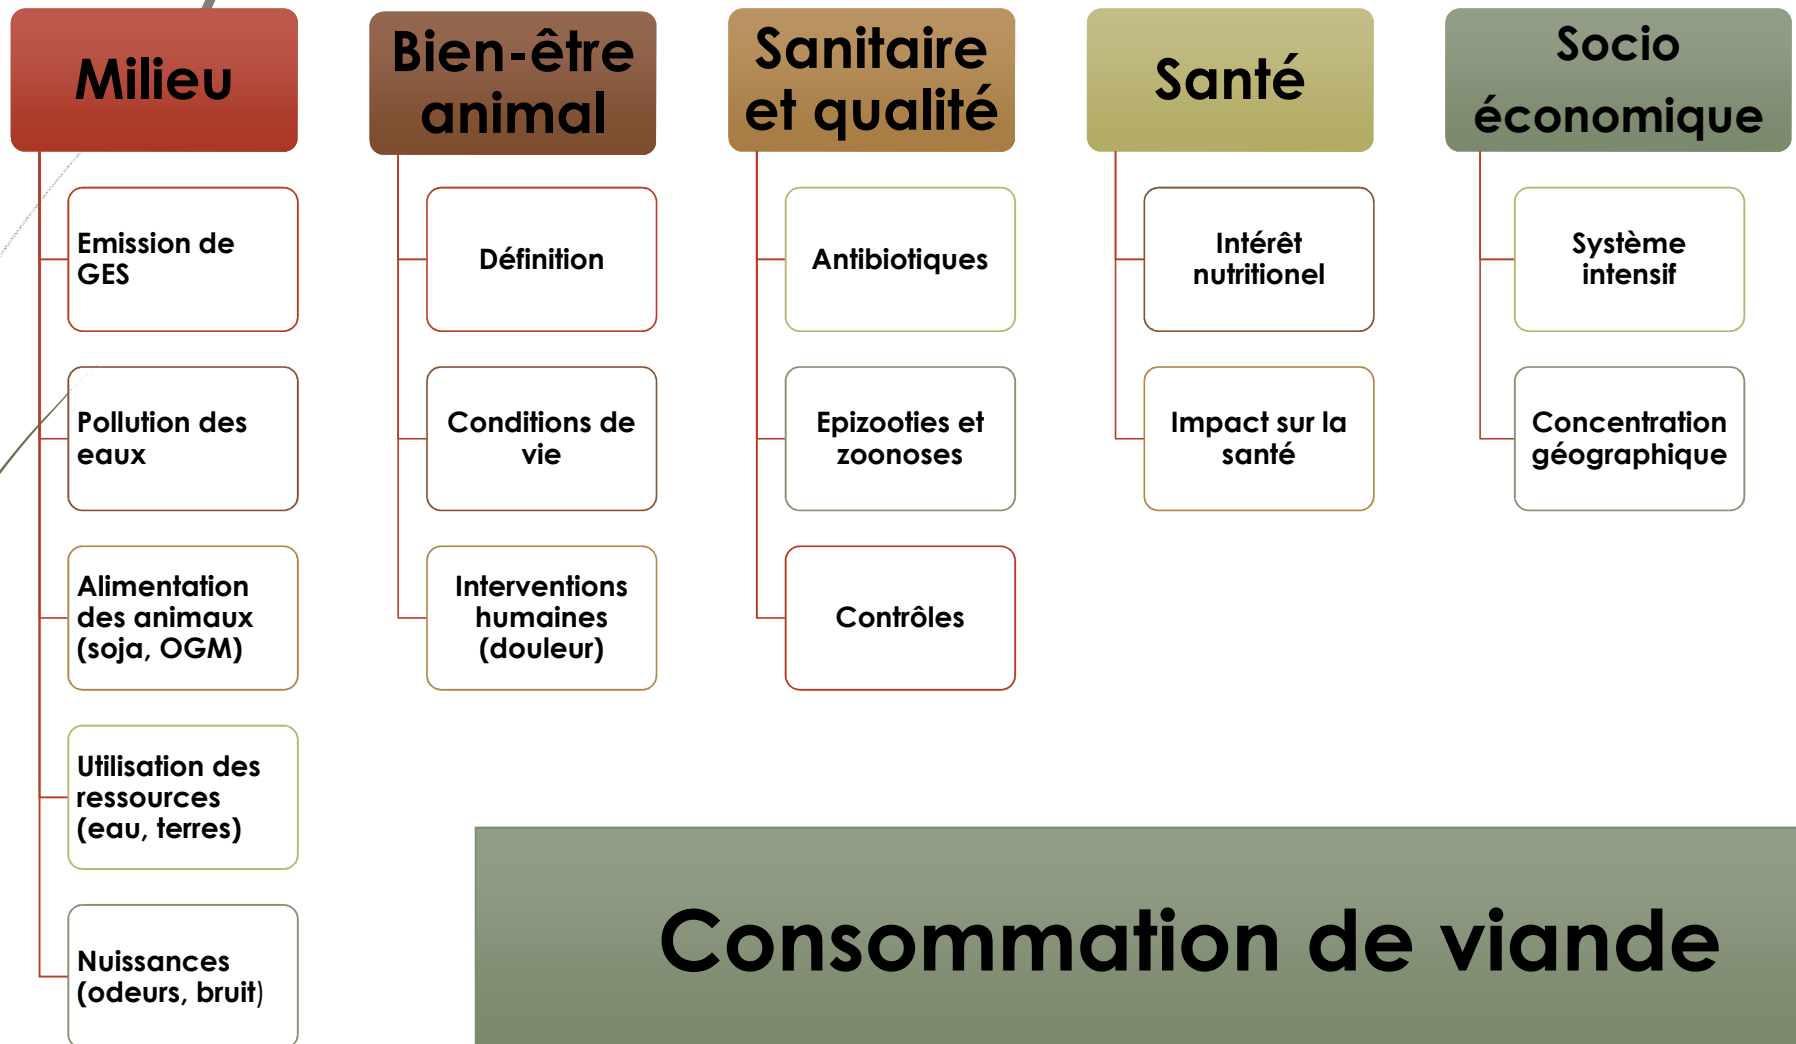 Milieu
Emission de
GES
Pollution des
eaux
Alimentation
des animaux
(soja, OGM)
Utilisation des
ressources
(eau, terres)
Nuissances
(odeurs, bruit)
Bien-être
animal
Définition
Conditions de
vie
Interventions
humaines
(douleur)
Sanitaire
et qualité
Antibiotiques
Epizooties et
zoonoses
Contrôles
Santé
Intérêt
nutritionel
Impact sur la
santé
Socio
économique
Système
intensif
Concentration
géographique
Consommation de viande